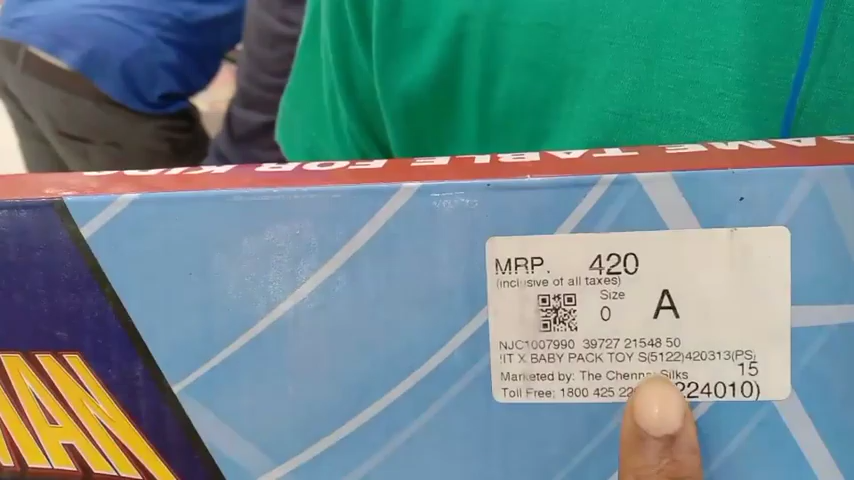 GAME TABLE FOR KIDS
MRP. 420
(inclusive of all taxes)
Size
0 A
NJC1007990 39727 21548 50
!IT X BABY PACK TOY S(5122)420313(PS)
15
Marketed by: The Chennai Silks
Toll Free: 1800 425 22 224010)
MAN